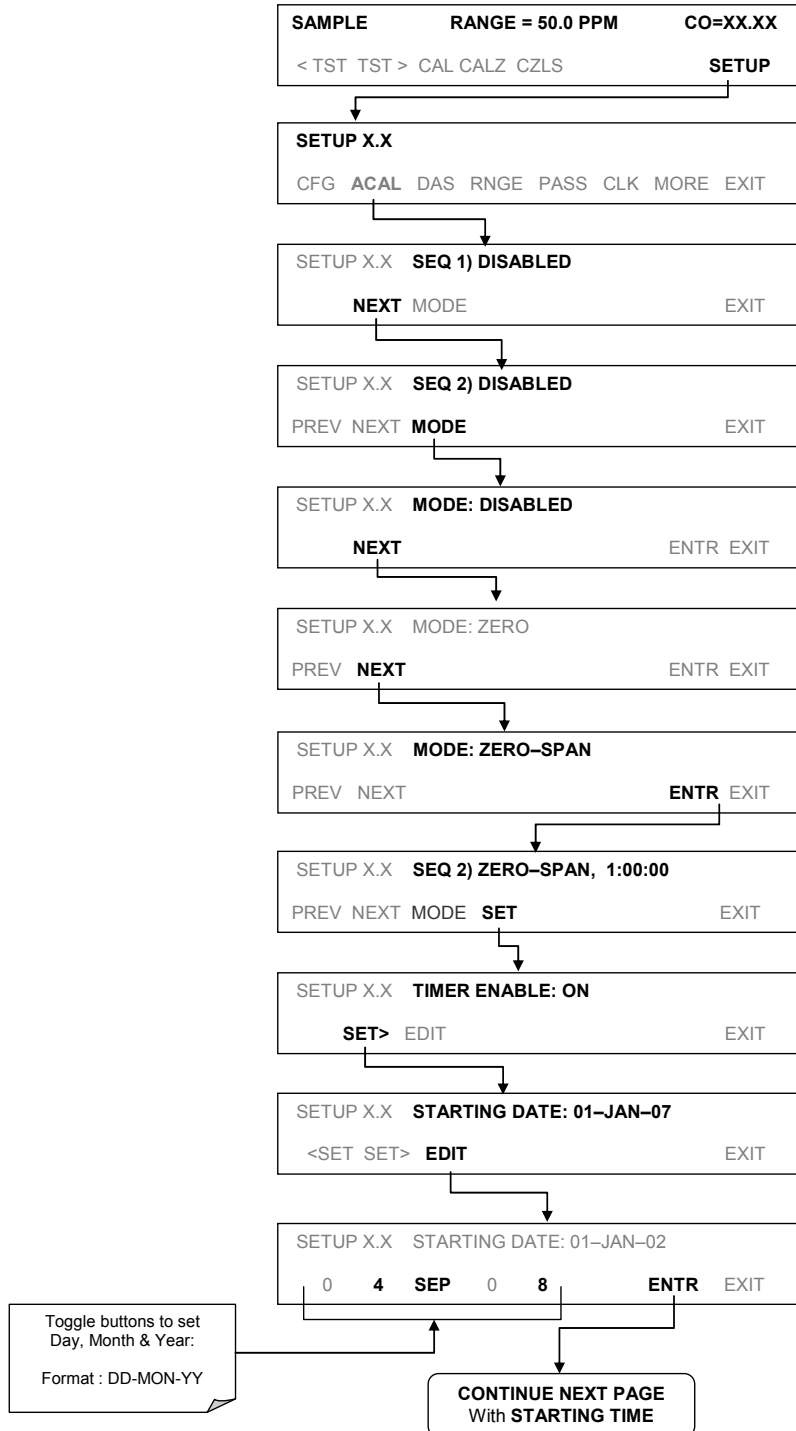 SAMPLE RANGE = 50.0 PPM CO=XX.XX
< TST TST > CAL CALZ CZLS SETUP
SETUP X.X
CFG ACAL DAS RNGE PASS CLK MORE EXIT
SETUP X.X SEQ 1) DISABLED
NEXT MODE EXIT
SETUP X.X SEQ 2) DISABLED
PREV NEXT MODE EXIT
SETUP X.X MODE: DISABLED
NEXT ENTR EXIT
SETUP X.X MODE: ZERO
PREV NEXT ENTR EXIT
SETUP X.X MODE: ZERO–SPAN
PREV NEXT ENTR EXIT
SETUP X.X SEQ 2) ZERO–SPAN, 1:00:00
PREV NEXT MODE SET EXIT
SETUP X.X TIMER ENABLE: ON
SET> EDIT EXIT
SETUP X.X STARTING DATE: 01–JAN–07
<SET SET> EDIT EXIT
SETUP X.X STARTING DATE: 01–JAN–02
0 4 SEP 0 8 ENTR EXIT
Toggle buttons to set
Day, Month & Year:
Format : DD-MON-YY
CONTINUE NEXT PAGE
With STARTING TIME